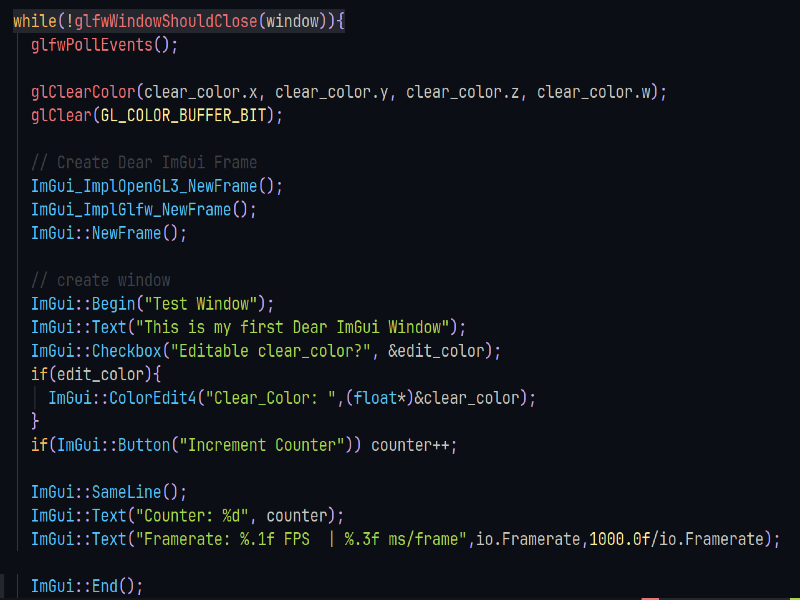 while(!glfwWindowShouldClose(window)){
glfwPollEvents();
glClearColor(clear_color.x, clear_color.y, clear_color.z, clear_color.w);
glClear(GL_COLOR_BUFFER_BIT);
// Create Dear ImGui Frame
ImGui_ImplOpenGL3_NewFrame();
ImGui_ImplGlfw_NewFrame();
ImGui::NewFrame();
// create window
ImGui::Begin("Test Window");
ImGui::Text("This is my first Dear ImGui Window");
ImGui::Checkbox("Editable clear_color?", &edit_color);
if(edit_color){
ImGui::ColorEdit4("Clear_Color: ",(float*)&clear_color);
}
if(ImGui::Button("Increment Counter")) counter++;
ImGui::SameLine();
ImGui::Text("Counter: %d", counter);
ImGui::Text("Framerate: %.1f FPS  | %.3f ms/frame",io.Framerate,1000.0f/io.Framerate);
ImGui::End();